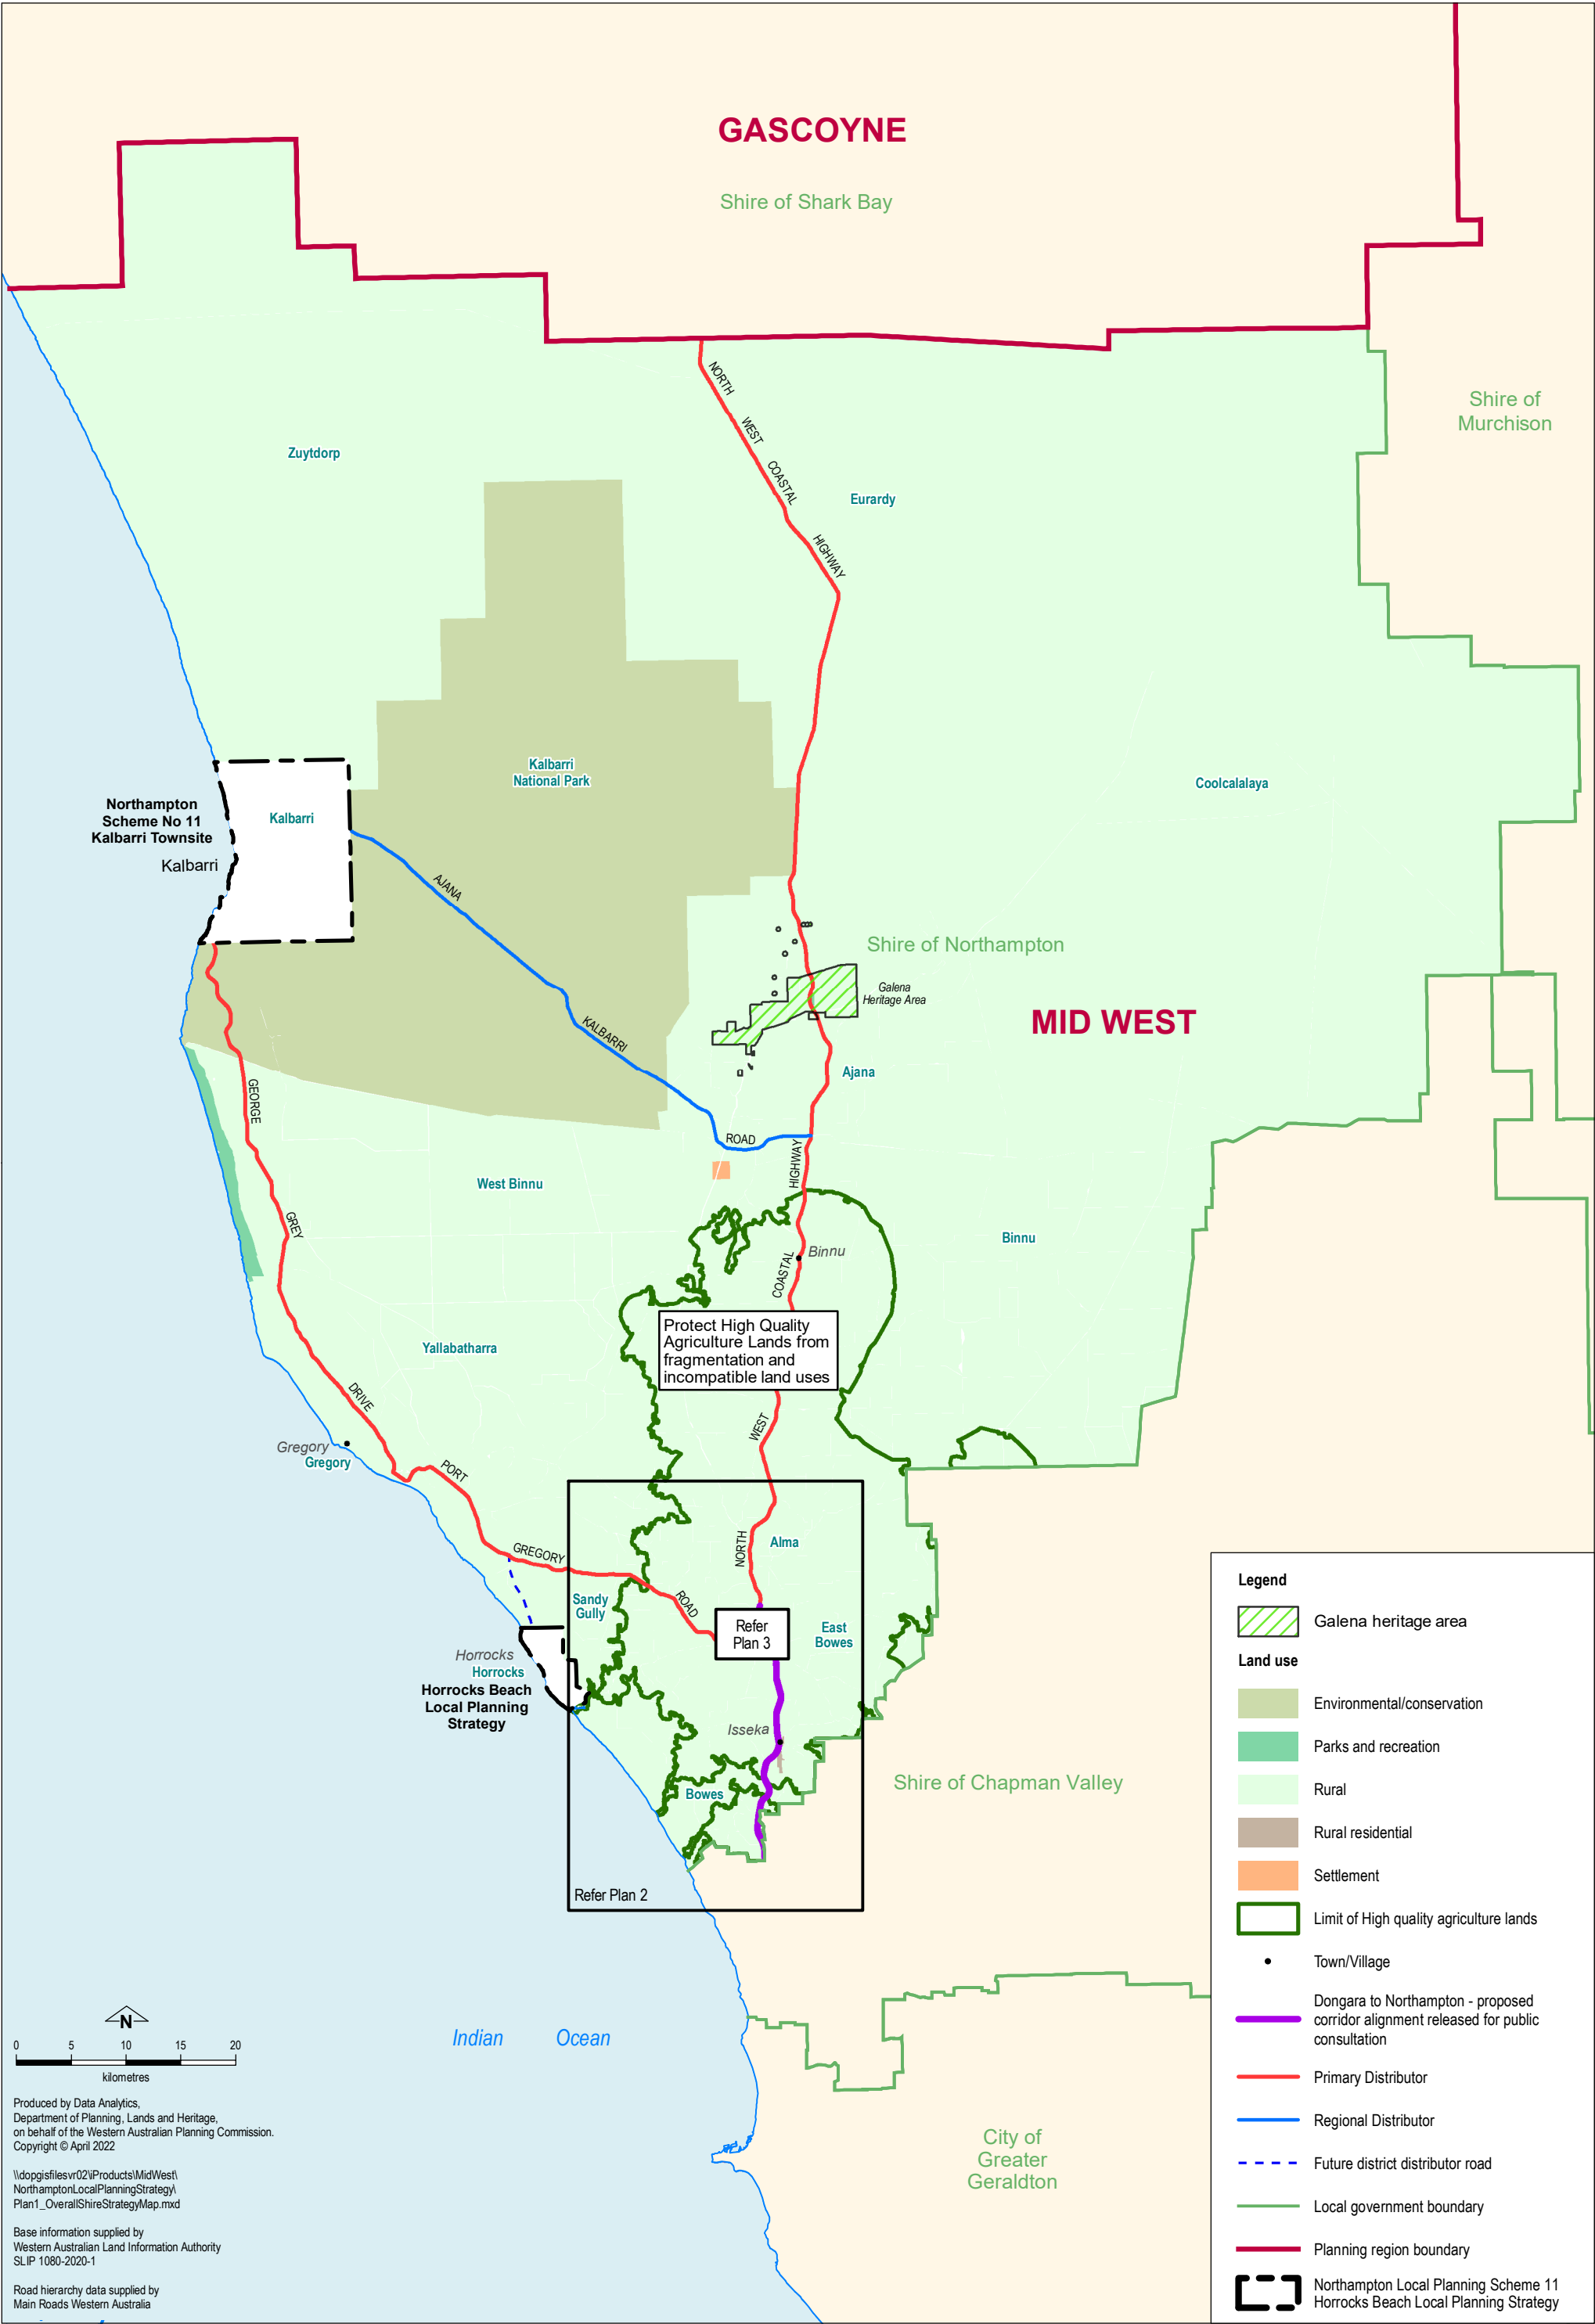 GASCOYNE
Shire of Shark Bay
Shire of
Murchison
NORTH
WEST
COASTAL
HIGHWAY
Zuytdorp
Eurardy
Kalbarri
National Park
Coolcalalaya
Northampton
Scheme No 11
Kalbarri Townsite
Kalbarri
Kalbarri
AJANA
KALBARRI
ROAD
Shire of Northampton
Galena
Heritage Area
MID WEST
Ajana
GEORGE
GREY
DRIVE
HIGHWAY
West Binnu
Binnu
Binnu
COASTAL
Protect High Quality
Agriculture Lands from
fragmentation and
incompatible land uses
Yallabatharra
WEST
Gregory
Gregory
PORT
GREGORY
ROAD
NORTH
Alma
Sandy
Gully
Refer
Plan 3
East
Bowes
Horrocks
Horrocks
Horrocks Beach
Local Planning
Strategy
Isseka
Bowes
Shire of Chapman Valley
Refer Plan 2
Indian Ocean
City of
Greater
Geraldton
N
0 5 10 15 20
kilometres
Produced by Data Analytics,
Department of Planning, Lands and Heritage,
on behalf of the Western Australian Planning Commission.
Copyright © April 2022
\\dopgisfilesvr02\iProducts\MidWest\
NorthamptonLocalPlanningStrategy\
Plan1_OverallShireStrategyMap.mxd
Base information supplied by
Western Australian Land Information Authority
SLIP 1080-2020-1
Road hierarchy data supplied by
Main Roads Western Australia
Legend
Galena heritage area
Land use
Environmental/conservation
Parks and recreation
Rural
Rural residential
Settlement
Limit of High quality agriculture lands
Town/Village
Dongara to Northampton - proposed
corridor alignment released for public
consultation
Primary Distributor
Regional Distributor
Future district distributor road
Local government boundary
Planning region boundary
Northampton Local Planning Scheme 11
Horrocks Beach Local Planning Strategy